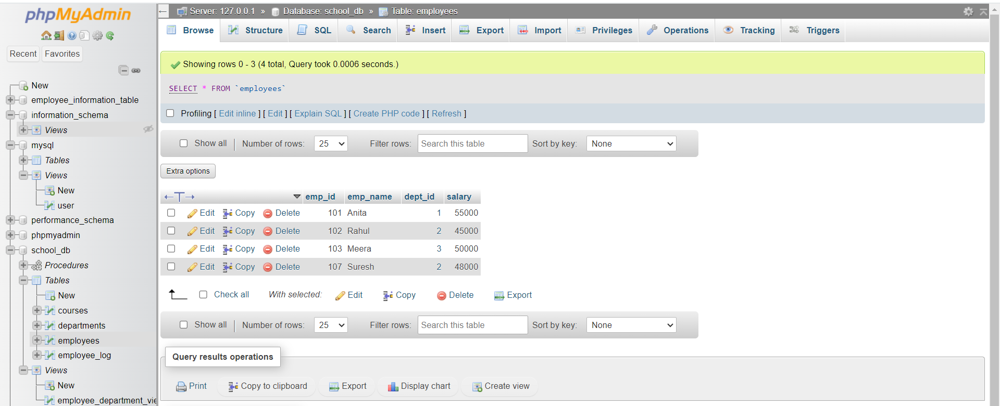 phpMyAdmin
Recent
Favorites
New
employee_information_table
information_schema
Views
mysql
Tables
Views
New
user
performance_schema
phpmyadmin
school_db
Procedures
Tables
New
courses
departments
employees
employee_log
Views
New
employee_department_vie
Server: 127.0.0.1 » Database: school_db » Table: employees
Browse Structure SQL Search Insert Export Import Privileges Operations Tracking Triggers
Showing rows 0 - 3 (4 total, Query took 0.0006 seconds.)
SELECT * FROM `employees`
Profiling [ Edit inline ] [ Edit ] [ Explain SQL ] [ Create PHP code ] [ Refresh ]
Show all Number of rows: 25 Filter rows: Search this table Sort by key: None
Extra options
emp_id emp_name dept_id salary
Edit Copy Delete 101 Anita 1 55000
Edit Copy Delete 102 Rahul 2 45000
Edit Copy Delete 103 Meera 3 50000
Edit Copy Delete 107 Suresh 2 48000
Check all With selected: Edit Copy Delete Export
Show all Number of rows: 25 Filter rows: Search this table Sort by key: None
Query results operations
Print Copy to clipboard Export Display chart Create view